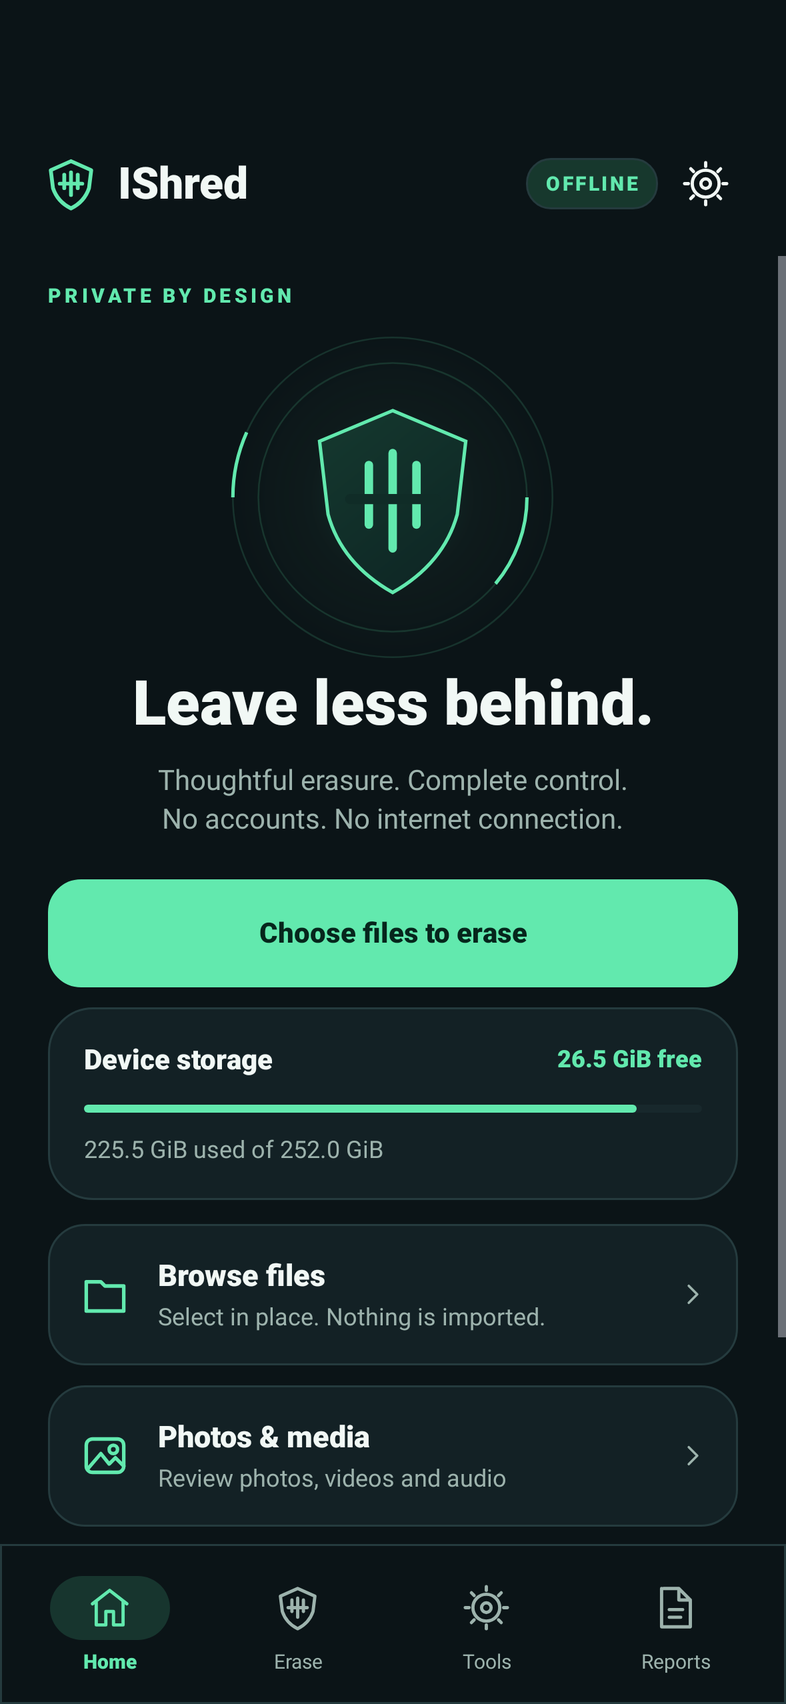 IShred
OFFLINE
PRIVATE BY DESIGN
Leave less behind.
Thoughtful erasure. Complete control.
No accounts. No internet connection.
Choose files to erase
Device storage
26.5 GiB free
225.5 GiB used of 252.0 GiB
Browse files
Select in place. Nothing is imported.
Photos & media
Review photos, videos and audio
Home
Erase
Tools
Reports